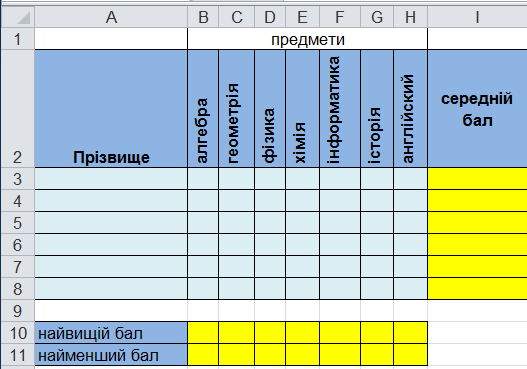 A B C D E F G H I
1 предмети
2 Прізвище алгебра геометрія фізика хімія інформатика історія англійский середній
бал
3
4
5
6
7
8
9
10 найвищій бал
11 найменший бал